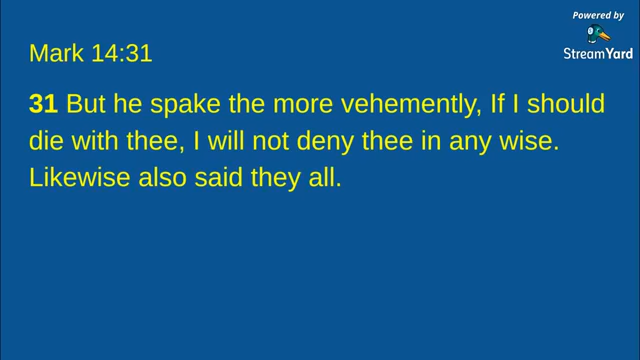 Powered by
StreamYard
Mark 14:31
31 But he spake the more vehemently, If I should
die with thee, I will not deny thee in any wise.
Likewise also said they all.